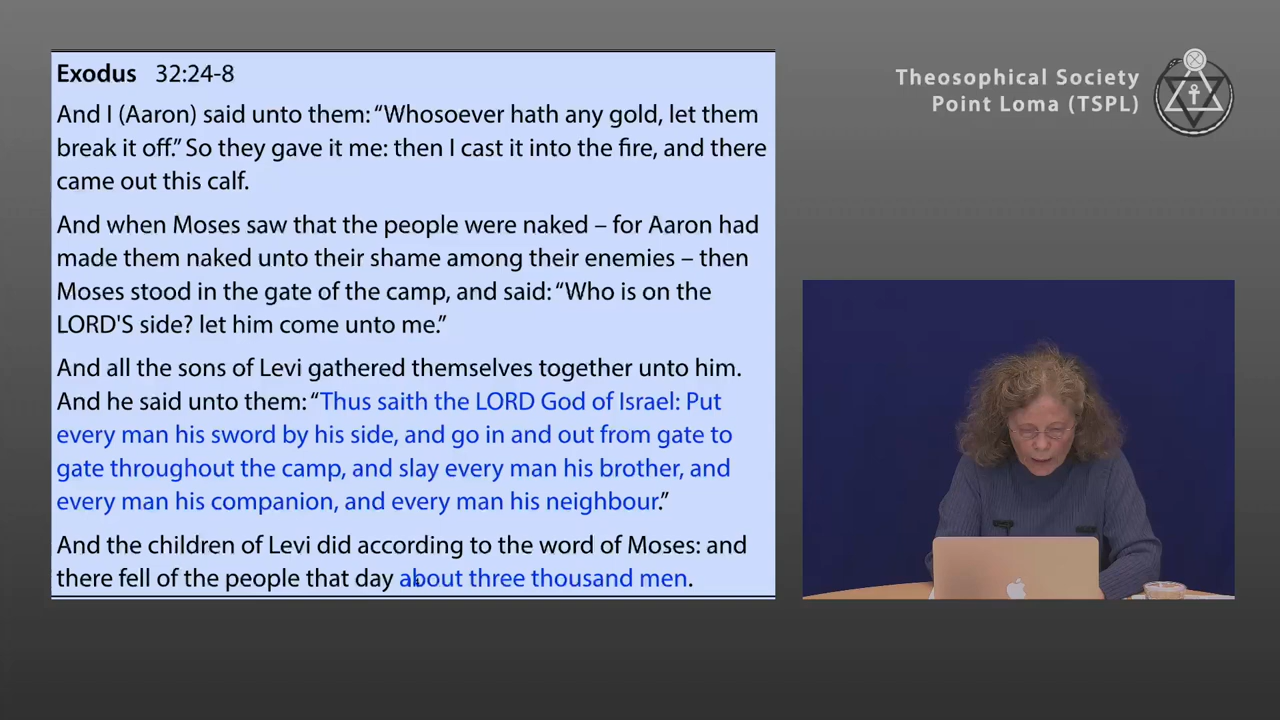 Exodus 32:24-8
And I (Aaron) said unto them: “Whosoever hath any gold, let them
break it off.” So they gave it me: then I cast it into the fire, and there
came out this calf.
And when Moses saw that the people were naked – for Aaron had
made them naked unto their shame among their enemies – then
Moses stood in the gate of the camp, and said: “Who is on the
LORD'S side? let him come unto me.”
And all the sons of Levi gathered themselves together unto him.
And he said unto them: “Thus saith the LORD God of Israel: Put
every man his sword by his side, and go in and out from gate to
gate throughout the camp, and slay every man his brother, and
every man his companion, and every man his neighbour.”
And the children of Levi did according to the word of Moses: and
there fell of the people that day about three thousand men.
Theosophical Society
Point Loma (TSPL)